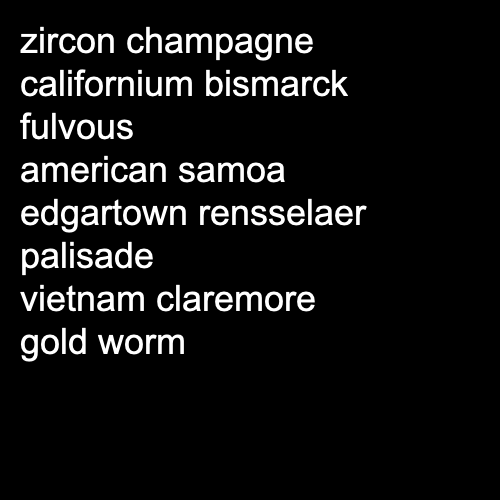 zircon champagne
californium bismarck
fulvous
american samoa
edgartown rensselaer
palisade
vietnam claremore
gold worm